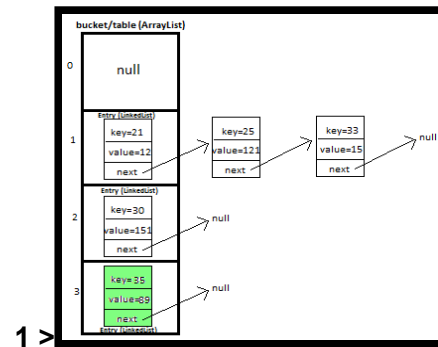 bucket/table (ArrayList)
0
null
Entry (LinkedList)
1
key=21
value=12
next
key=25
value=121
next
key=33
value=15
next
null
Entry (LinkedList)
2
key=30
value=151
next
null
3
key=35
value=89
next
null
Entry (LinkedList)
1 >